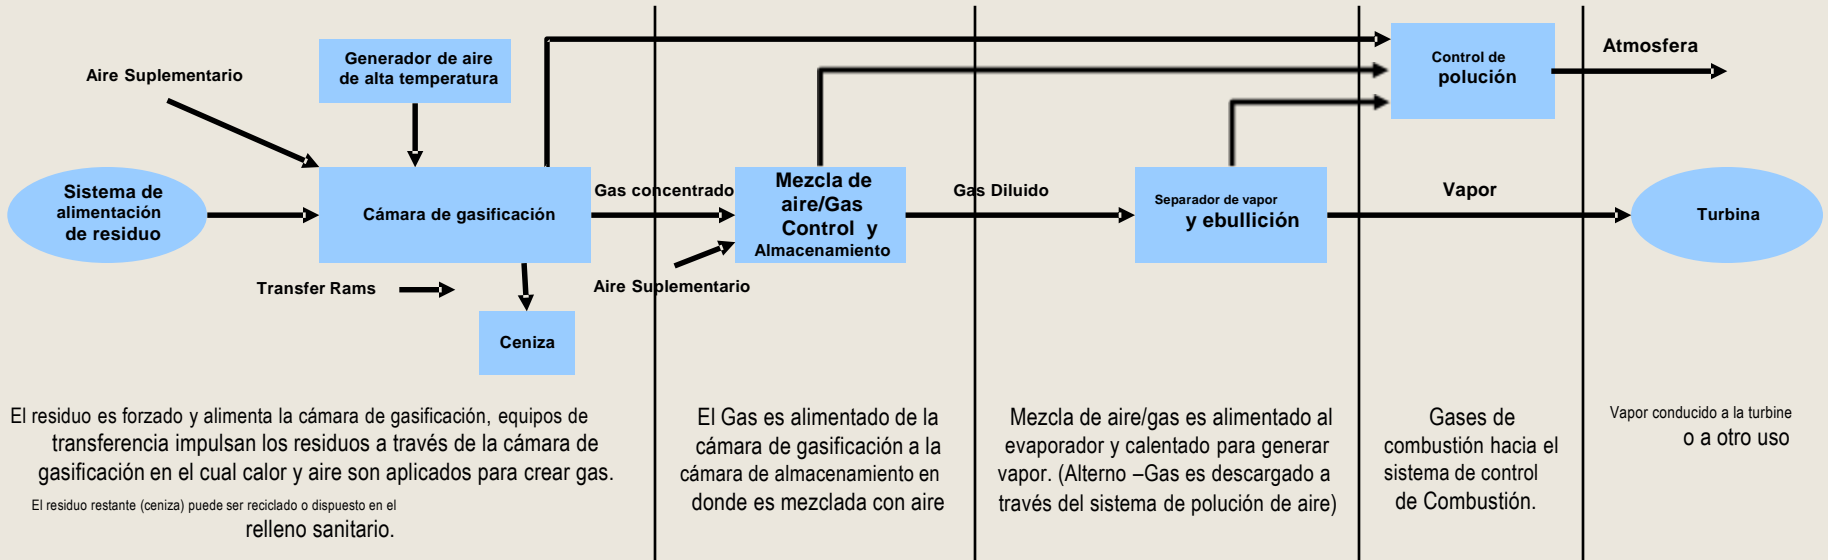 Aire Suplementario
Generador de aire
de alta temperatura
Control de
polución
Atmosfera
Sistema de
alimentación
de residuo
Cámara de gasificación
Gas concentrado
Mezcla de
aire/Gas
Control y
Almacenamiento
Gas Diluido
Separador de vapor
y ebullición
Vapor
Turbina
Transfer Rams
Aire Suplementario
Ceniza
El residuo es forzado y alimenta la cámara de gasificación, equipos de
transferencia impulsan los residuos a través de la cámara de
gasificación en el cual calor y aire son aplicados para crear gas.
El residuo restante (ceniza) puede ser reciclado o dispuesto en el
relleno sanitario.
El Gas es alimentado de la
cámara de gasificación a la
cámara de almacenamiento en
donde es mezclada con aire
Mezcla de aire/gas es alimentado al
evaporador y calentado para generar
vapor. (Alterno –Gas es descargado a
través del sistema de polución de aire)
Gases de
combustión hacia el
sistema de control
de Combustión.
Vapor conducido a la turbine
o a otro uso